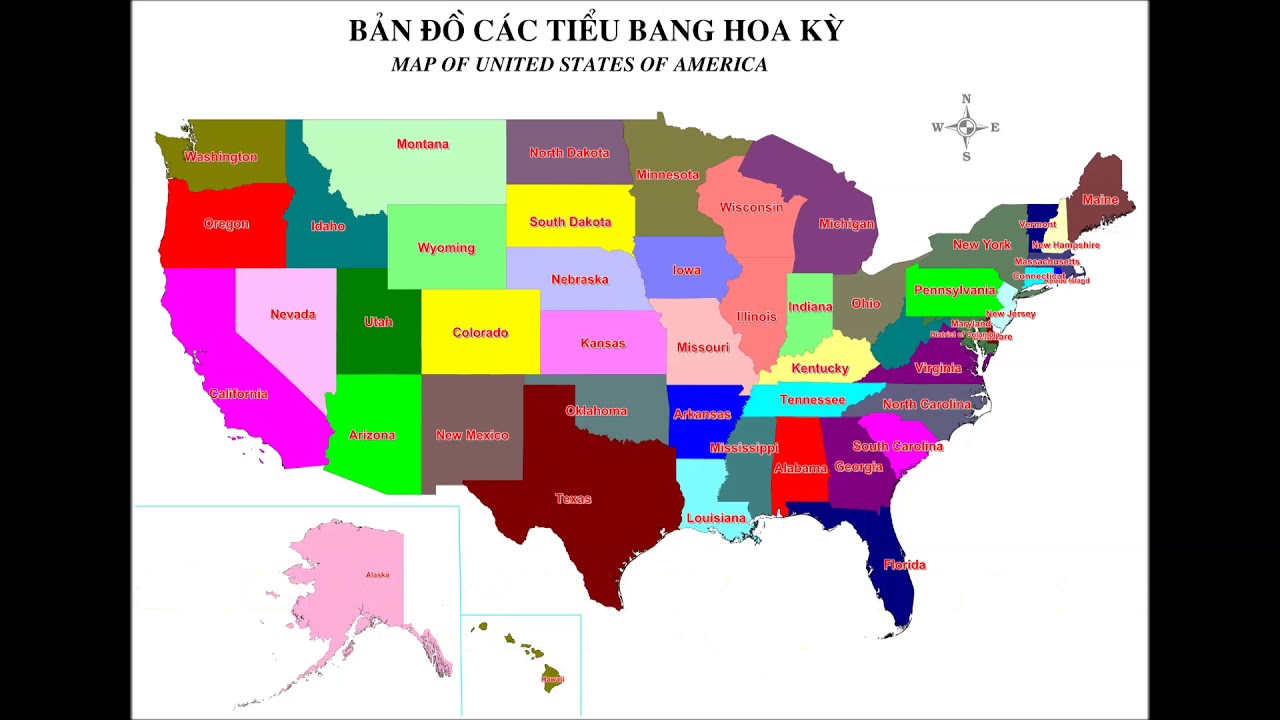 BẢN ĐỒ CÁC TIỂU BANG HOA KỲ
MAP OF UNITED STATES OF AMERICA
N
W
E
S
Washington
Montana
North Dakota
Minnesota
Maine
Oregon
Idaho
South Dakota
Wisconsin
Michigan
Vermont
New York
New Hampshire
Wyoming
Iowa
Massachusetts
Connecticut
Rhode Island
Nebraska
Pennsylvania
Nevada
Utah
Colorado
Kansas
Missouri
Illinois
Indiana
Ohio
New Jersey
Maryland
District of Columbia
Delaware
Kentucky
Virginia
California
Arizona
New Mexico
Oklahoma
Arkansas
Tennessee
North Carolina
Mississippi
Alabama
Georgia
South Carolina
Texas
Louisiana
Florida
Alaska
Hawaii